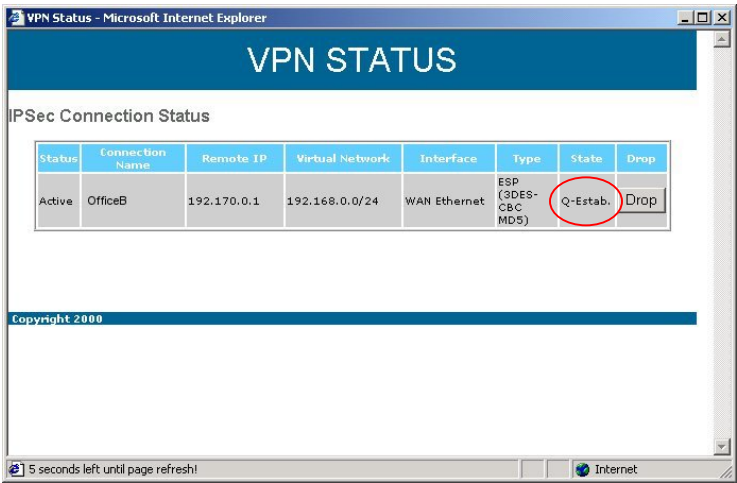 VPN Status - Microsoft Internet Explorer
VPN STATUS
IPSec Connection Status
Status Connection Name Remote IP Virtual Network Interface Type State Drop
Active OfficeB 192.170.0.1 192.168.0.0/24 WAN Ethernet ESP (3DES-CBC MD5) Q-Estab. Drop
Copyright 2000
5 seconds left until page refresh! Internet